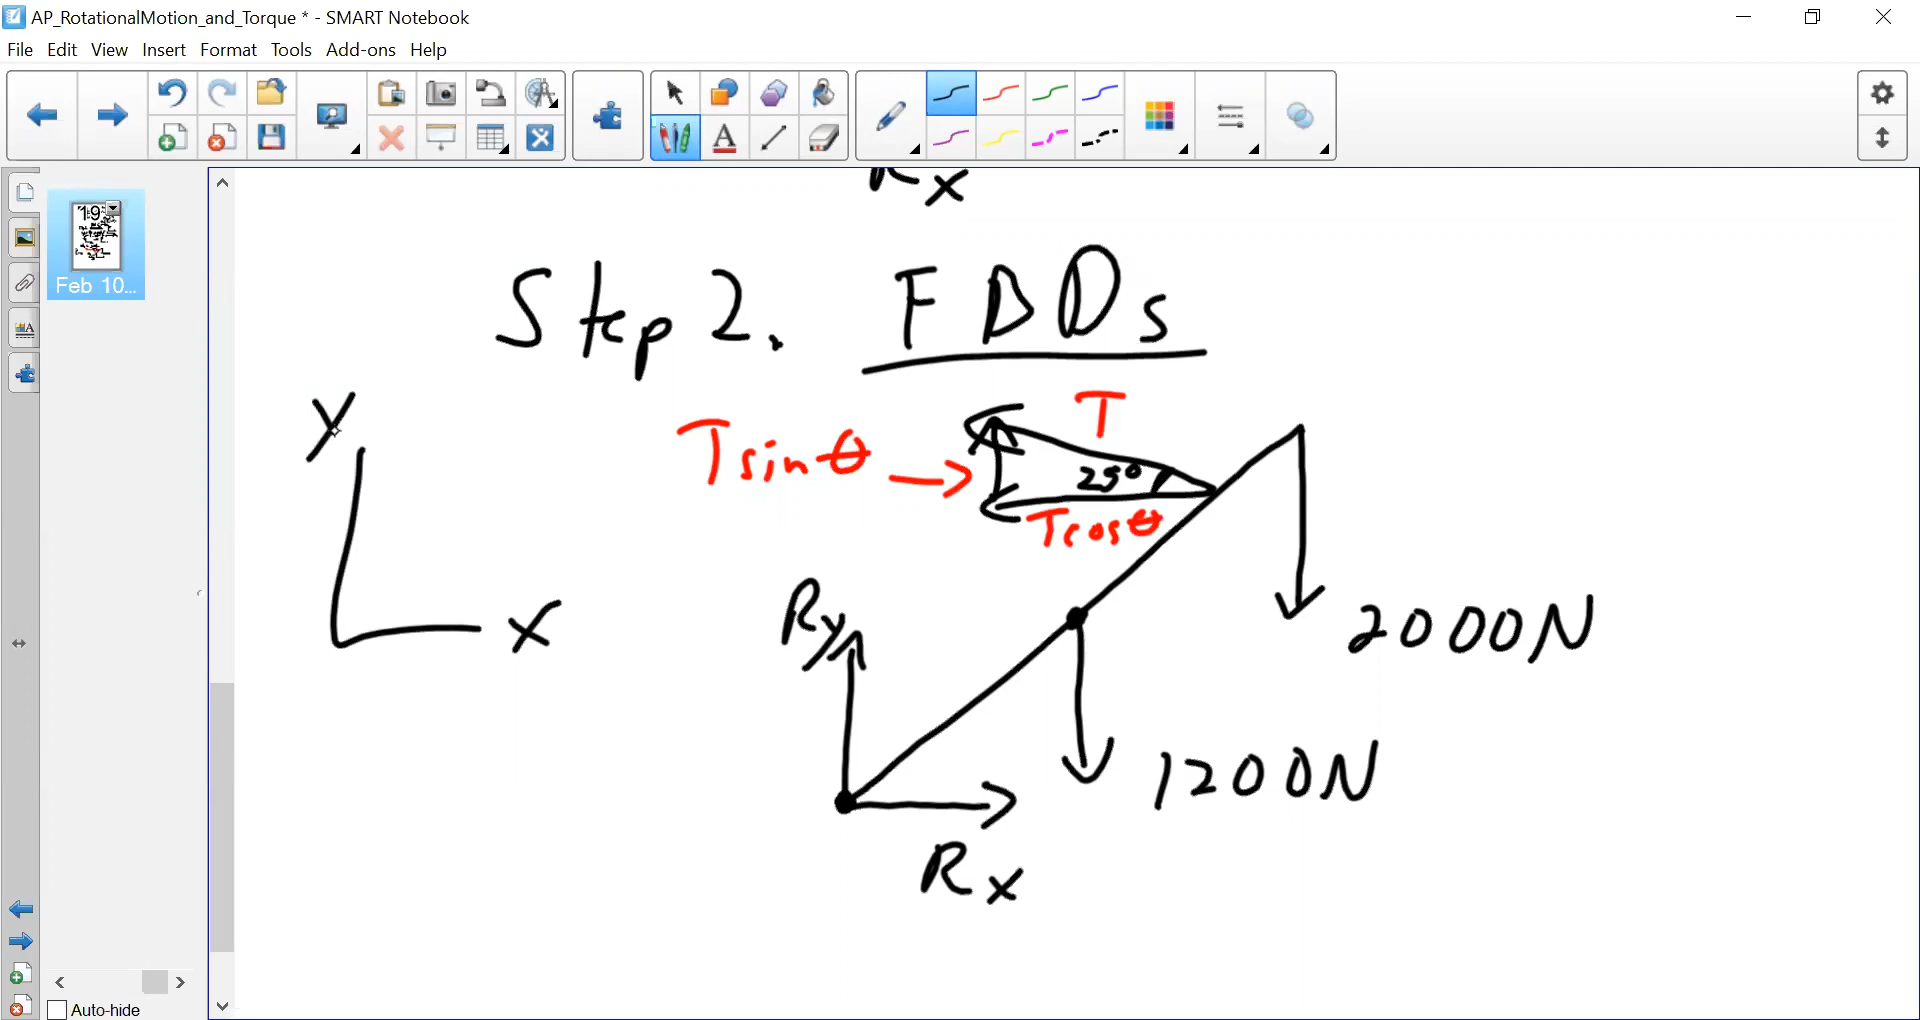 AP_RotationalMotion_and_Torque * - SMART Notebook
File Edit View Insert Format Tools Add-ons Help
19
Feb 10...
Rx
Step 2. FBDs
y
T
Tsinθ
25°
Tcosθ
Ry
x
2000N
1200N
Rx
Auto-hide